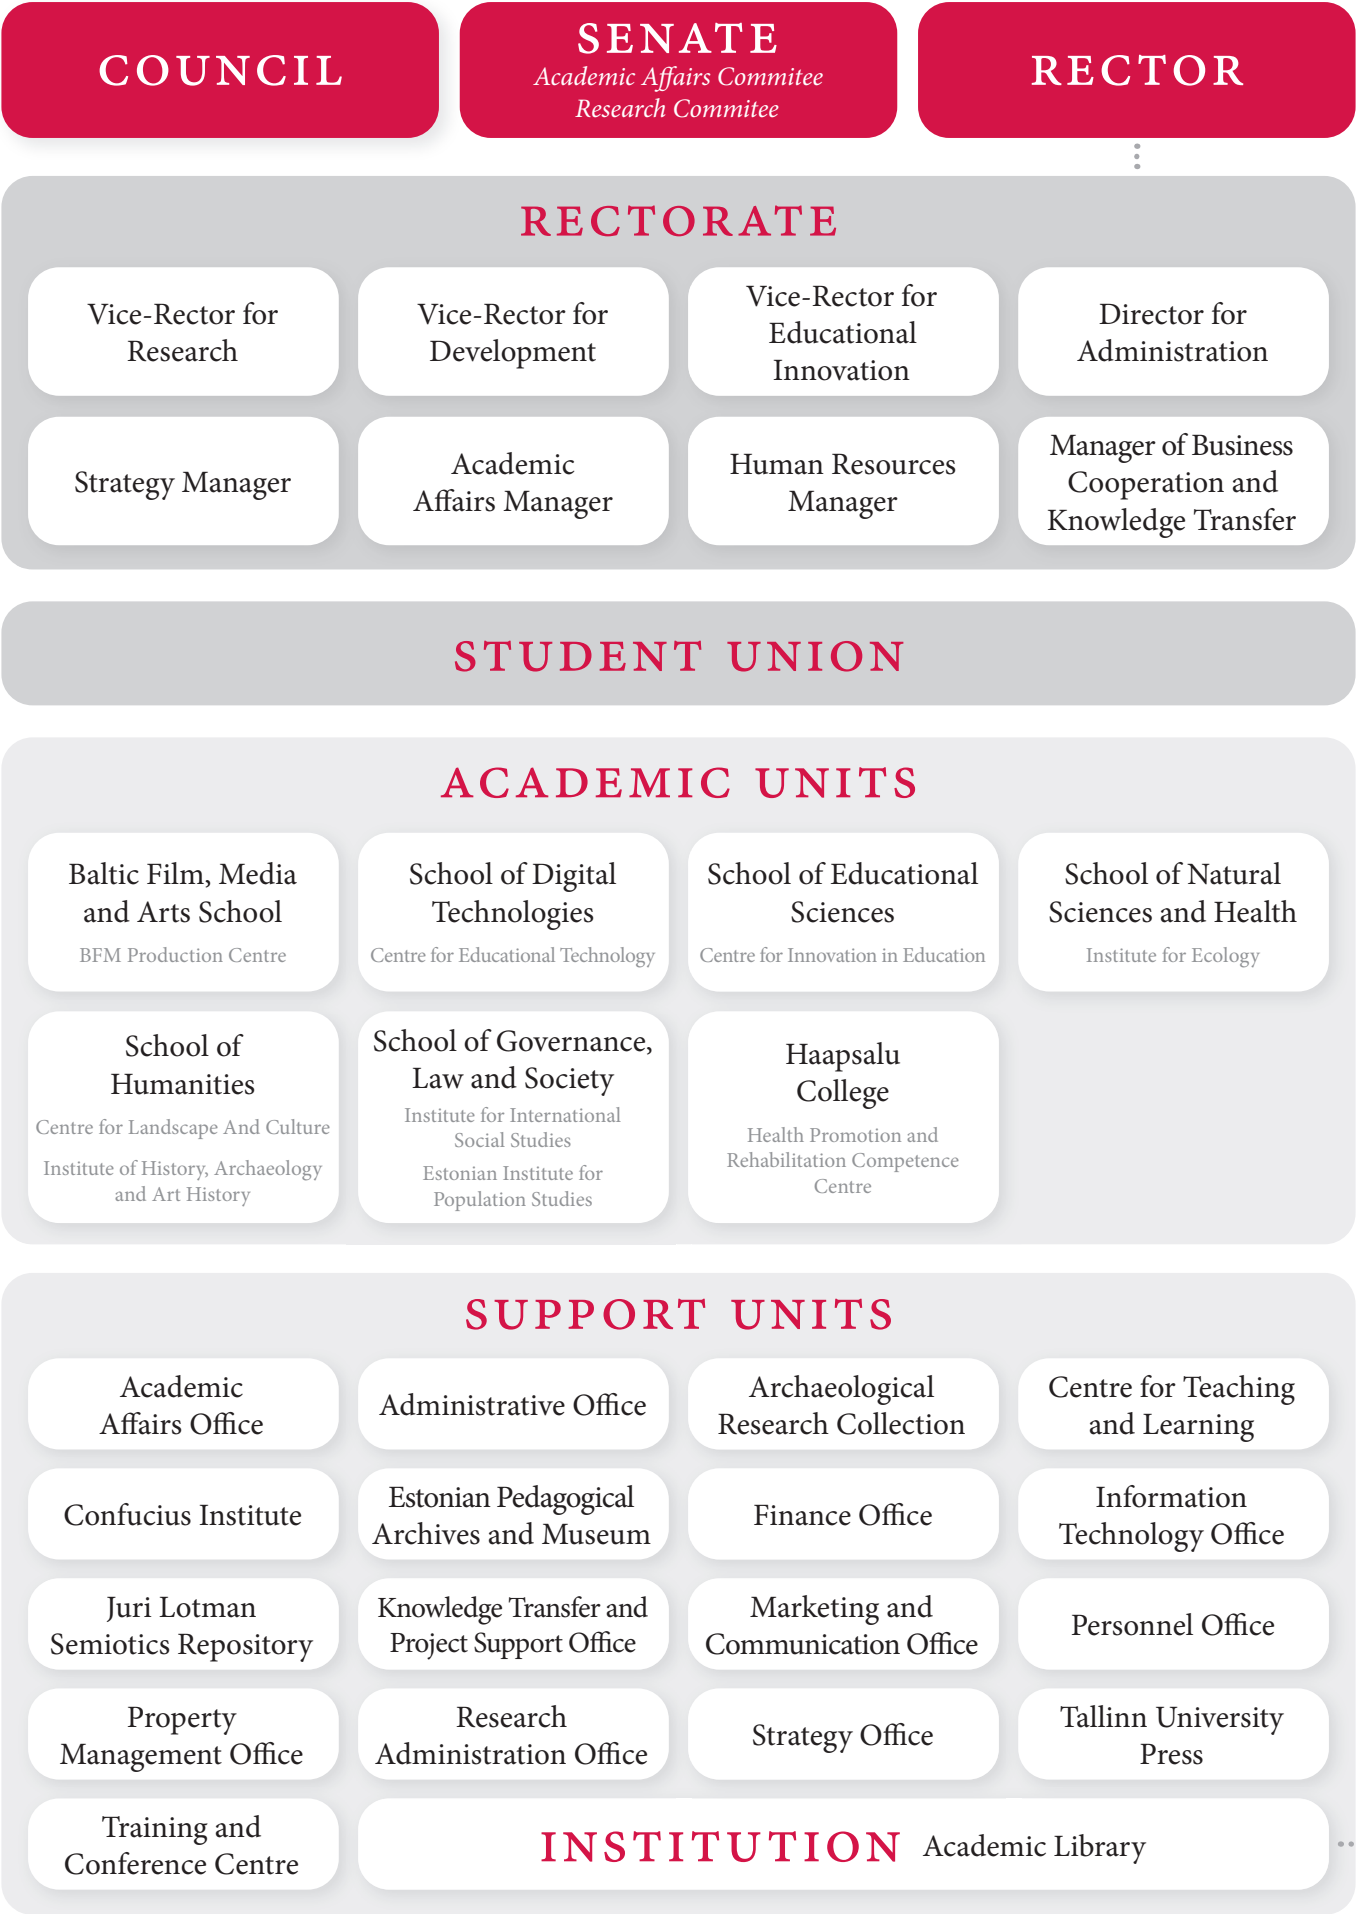 COUNCIL
SENATE
Academic Affairs Commitee
Research Commitee
RECTOR
RECTORATE
Vice-Rector for
Research
Vice-Rector for
Development
Vice-Rector for
Educational
Innovation
Director for
Administration
Strategy Manager
Academic
Affairs Manager
Human Resources
Manager
Manager of Business
Cooperation and
Knowledge Transfer
STUDENT UNION
ACADEMIC UNITS
Baltic Film, Media
and Arts School
BFM Production Centre
School of Digital
Technologies
Centre for Educational Technology
School of Educational
Sciences
Centre for Innovation in Education
School of Natural
Sciences and Health
Institute for Ecology
School of
Humanities
Centre for Landscape And Culture
Institute of History, Archaeology
and Art History
School of Governance,
Law and Society
Institute for International
Social Studies
Estonian Institute for
Population Studies
Haapsalu
College
Health Promotion and
Rehabilitation Competence
Centre
SUPPORT UNITS
Academic
Affairs Office
Administrative Office
Archaeological
Research Collection
Centre for Teaching
and Learning
Confucius Institute
Estonian Pedagogical
Archives and Museum
Finance Office
Information
Technology Office
Juri Lotman
Semiotics Repository
Knowledge Transfer and
Project Support Office
Marketing and
Communication Office
Personnel Office
Property
Management Office
Research
Administration Office
Strategy Office
Tallinn University
Press
Training and
Conference Centre
INSTITUTION Academic Library